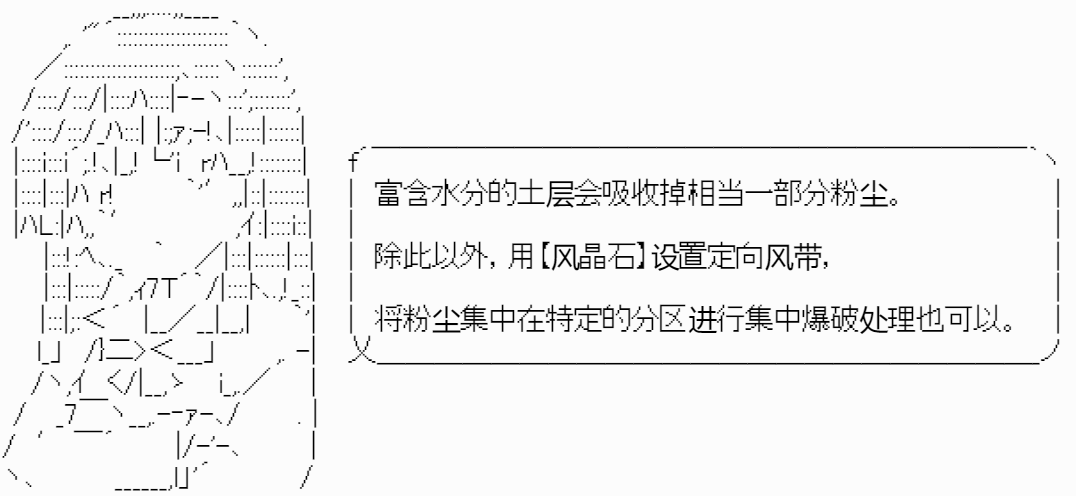 富含水分的土层会吸收掉相当一部分粉尘。
除此以外，用【风晶石】设置定向风带，
将粉尘集中在特定的分区进行集中爆破处理也可以。